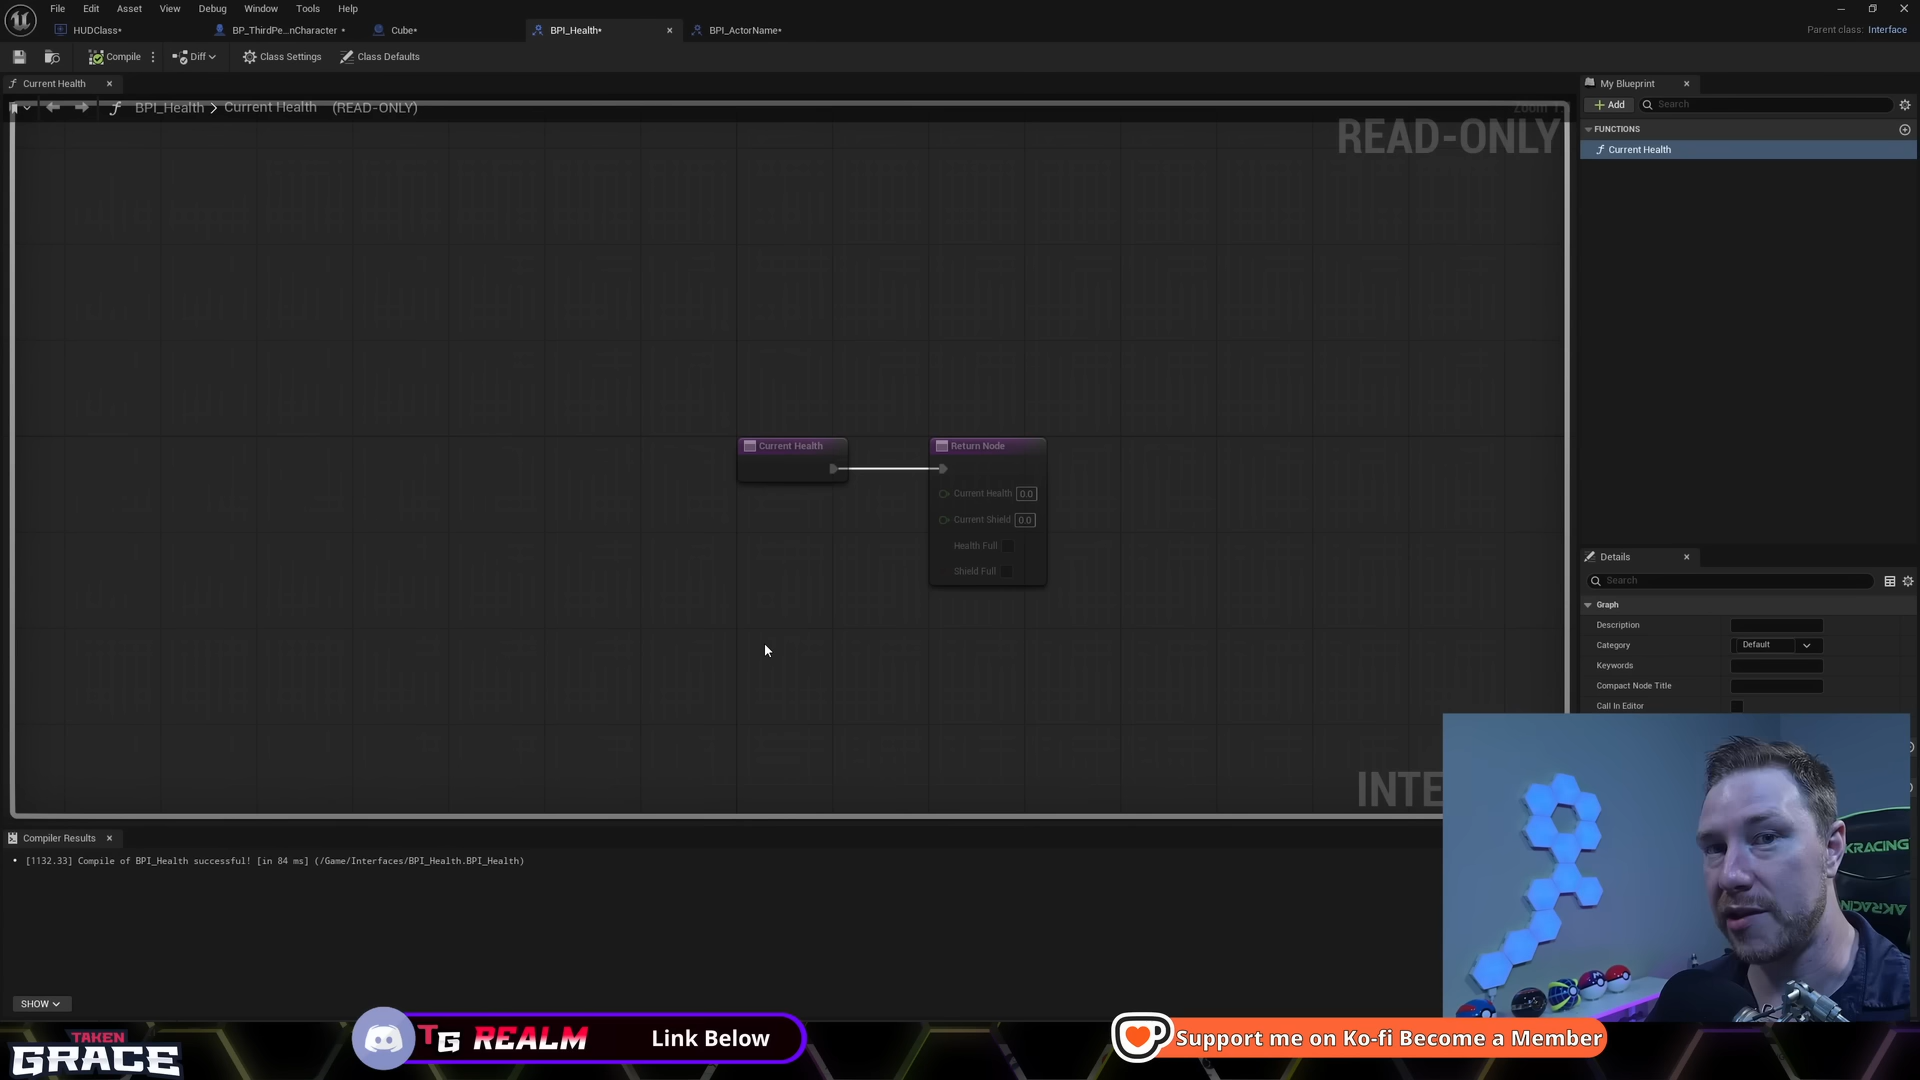 File Edit Asset View Debug Window Tools Help
HUDClass* BP_ThirdPe...nCharacter * Cube* BPI_Health* BPI_ActorName* Parent class: Interface
Compile Diff Class Settings Class Defaults
Current Health
My Blueprint
BPI_Health > Current Health (READ-ONLY)
Add Search
READ-ONLY
FUNCTIONS
Current Health
Current Health
Return Node
Current Health 0.0
Current Shield 0.0
Health Full
Shield Full
Details
Search
Graph
Description
Category Default
Keywords
Compact Node Title
Call In Editor
INTE
Compiler Results
[1132.33] Compile of BPI_Health successful! [in 84 ms] (/Game/Interfaces/BPI_Health.BPI_Health)
SHOW
AKRACING
AKRACING
TAKEN
GRACE
TG REALM Link Below
Support me on Ko-fi Become a Member